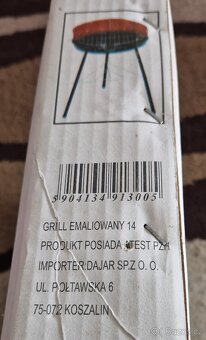 5904134913005
GRILL EMALIOWANY 14
PRODUKT POSIADA ATEST PZH
IMPORTER:DAJAR SP.Z O. O.
UL. POŁTAWSKA 6
75-072 KOSZALIN